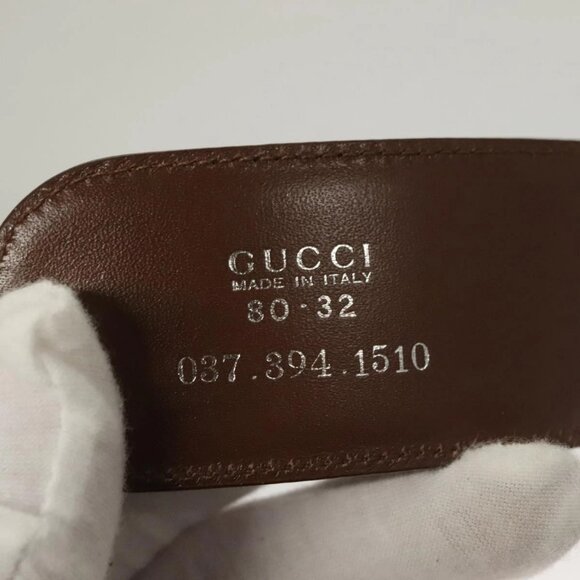 GUCCI
MADE IN ITALY
80·32
037.394.1510